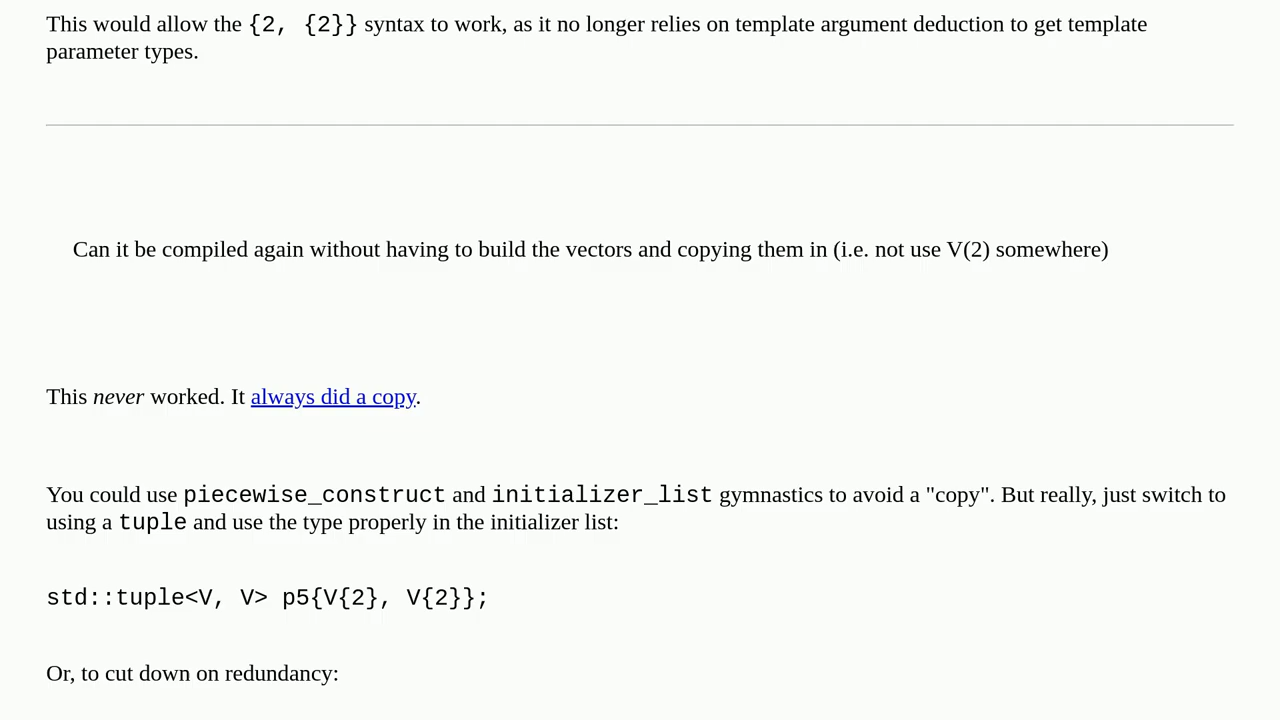 This would allow the {2, {2}} syntax to work, as it no longer relies on template argument deduction to get template
parameter types.
Can it be compiled again without having to build the vectors and copying them in (i.e. not use V(2) somewhere)
This never worked. It always did a copy.
You could use piecewise_construct and initializer_list gymnastics to avoid a "copy". But really, just switch to
using a tuple and use the type properly in the initializer list:
std::tuple<V, V> p5{V{2}, V{2}};
Or, to cut down on redundancy: